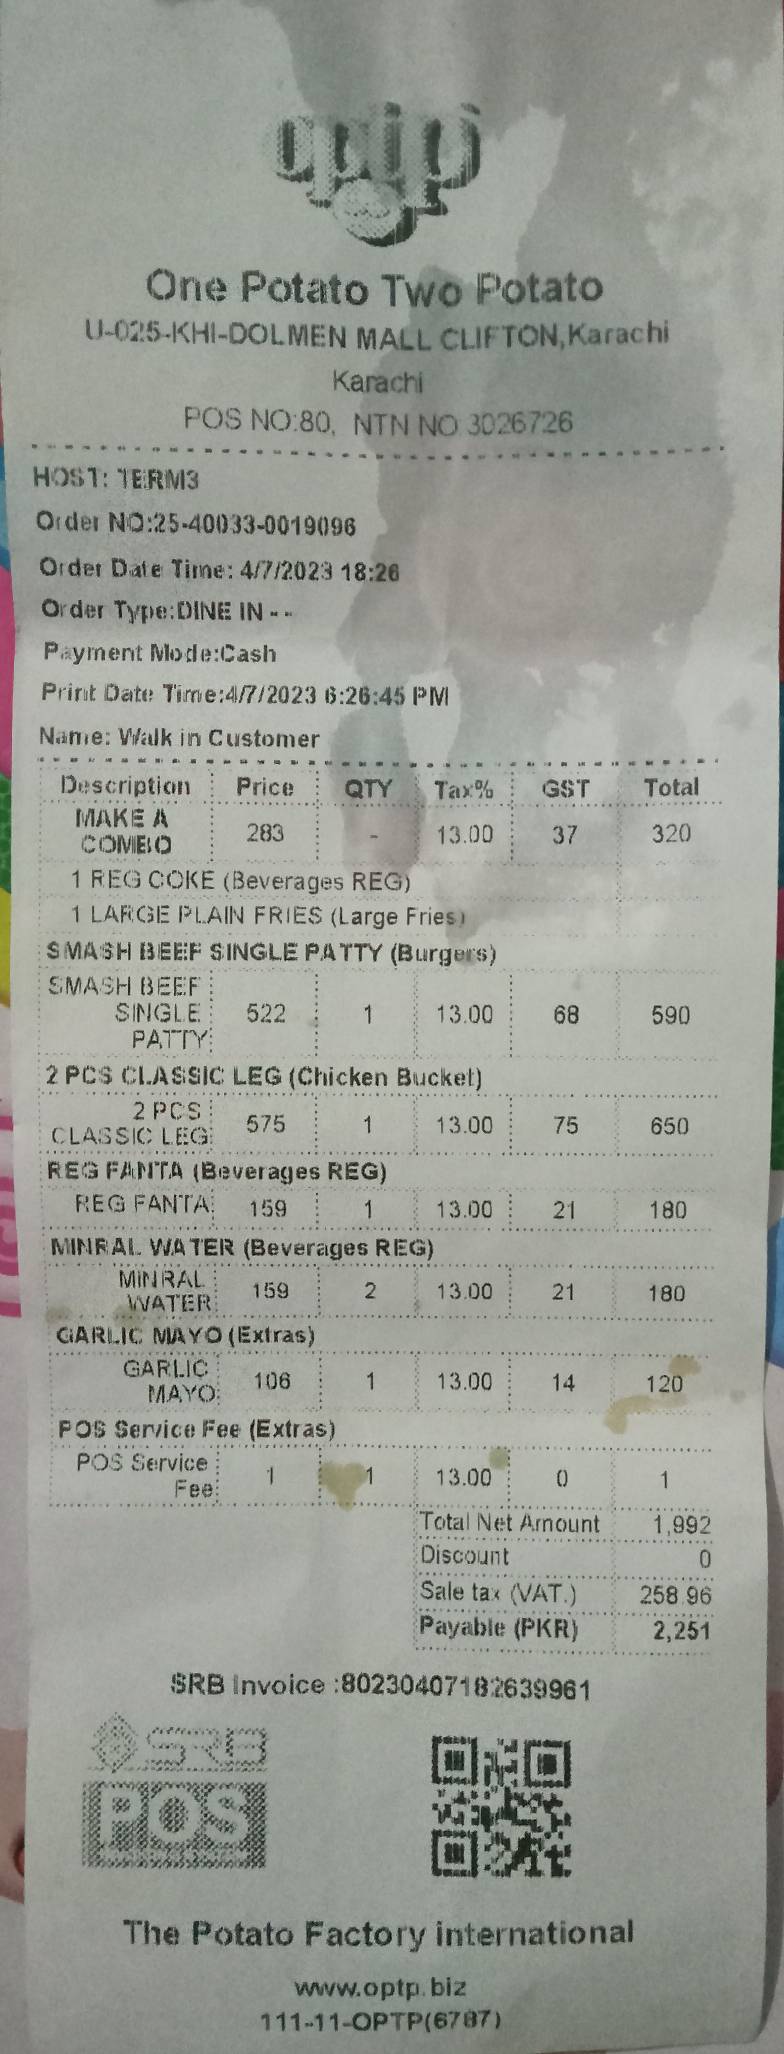 optp
One Potato Two Potato
U-025-KHI-DOLMEN MALL CLIFTON,Karachi
Karachi
POS NO:80, NTN NO 3026726
HOST: TERM3
Order NO:25-40033-0019096
Order Date Time: 4/7/2023 18:26
Order Type:DINE IN - -
Payment Mode:Cash
Print Date Time:4/7/2023 6:26:45 PM
Name: Walk in Customer
Description Price QTY Tax% GST Total
MAKE A
COMBO 283 - 13.00 37 320
1 REG COKE (Beverages REG)
1 LARGE PLAIN FRIES (Large Fries)
SMASH BEEF SINGLE PATTY (Burgers)
SMASH BEEF
SINGLE 522 1 13.00 68 590
PATTY
2 PCS CLASSIC LEG (Chicken Bucket)
2 PCS
CLASSIC LEG 575 1 13.00 75 650
REG FANTA (Beverages REG)
REG FANTA 159 1 13.00 21 180
MINRAL WATER (Beverages REG)
MINRAL
WATER 159 2 13.00 21 180
GARLIC MAYO (Extras)
GARLIC
MAYO 106 1 13.00 14 120
POS Service Fee (Extras)
POS Service
Fee 1 1 13.00 0 1
Total Net Amount 1,992
Discount 0
Sale tax (VAT.) 258.96
Payable (PKR) 2,251
SRB Invoice :80230407182639961
SRB
POS
The Potato Factory international
www.optp.biz
111-11-OPTP(6787)